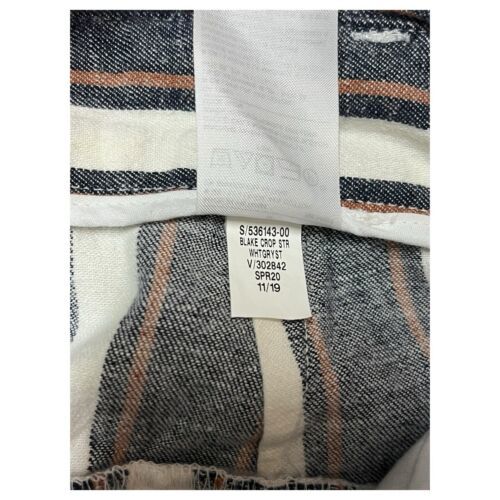 S/536143-00
BLAKE CROP STR
WHTGRYST
V/302842
SPR20
11/19